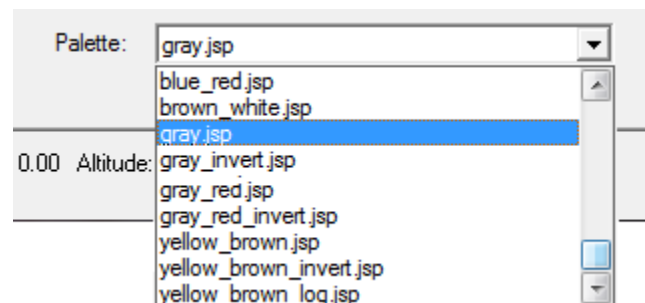 Palette: gray.jsp
blue_red.jsp
brown_white.jsp
gray.jsp
0.00 Altitude: gray_invert.jsp
gray_red.jsp
gray_red_invert.jsp
yellow_brown.jsp
yellow_brown_invert.jsp
yellow_brown_log.jsp